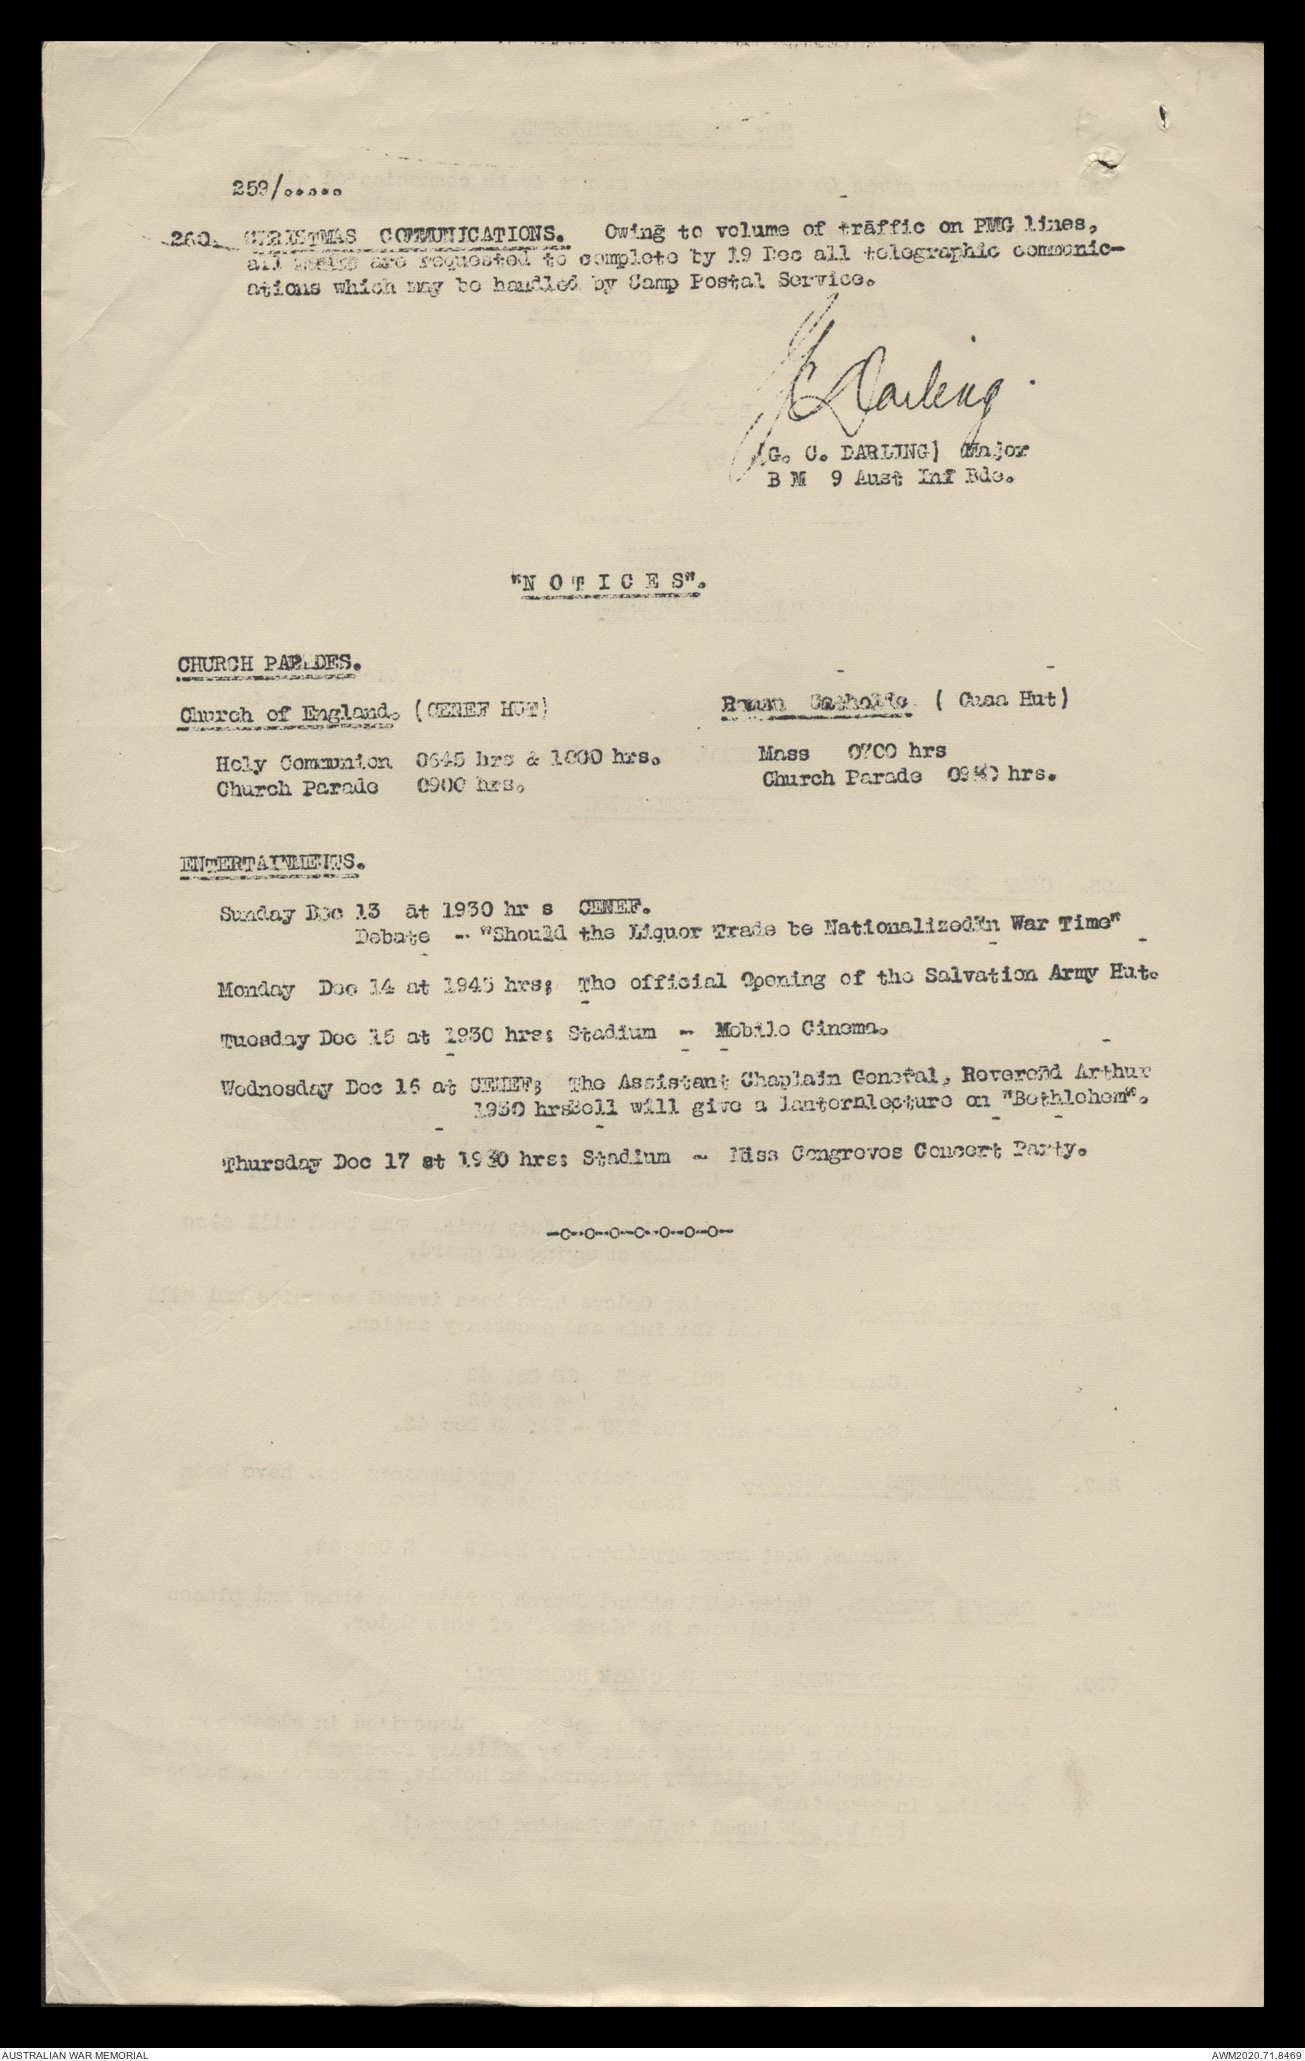 259/.....
260. CHRISTMAS COMMUNICATIONS. Owing to volume of traffic on PMG lines,
all ranks are requested to complete by 19 Dec all telegraphic communic-
ations which may be handled by Camp Postal Service.
G C Darling.
(G. C. DARLING) Major
B M 9 Aust Inf Bde.
"N O T I C E S".
CHURCH PARADES.
Church of England. (CENEF HUT)
Holy Communion 0645 hrs & 1000 hrs.
Church Parade 0900 hrs.
Roman Catholic ( Cusa Hut)
Mass 0700 hrs
Church Parade hrs.
ENTERTAINMENTS.
Sunday Dec 13 at 1930 hr s CENEF.
Debate - "Should the Liquor Trade be NationalizedIn War Time"
Monday Dec 14 at 1945 hrs; The official Opening of the Salvation Army Hut.
Tuesday Dec 15 at 1930 hrs; Stadium - Mobile Cinema.
Wednesday Dec 16 at CENEF; The Assistant Chaplain General, Reverend Arthur
1930 hrsBell will give a lanternlecture on "Bethlehem".
Thursday Dec 17 at 1930 hrs; Stadium - Miss Congroves Concert Party.
-o-o-o-o-o-o-o-
AUSTRALIAN WAR MEMORIAL
AWM2020.71.8469